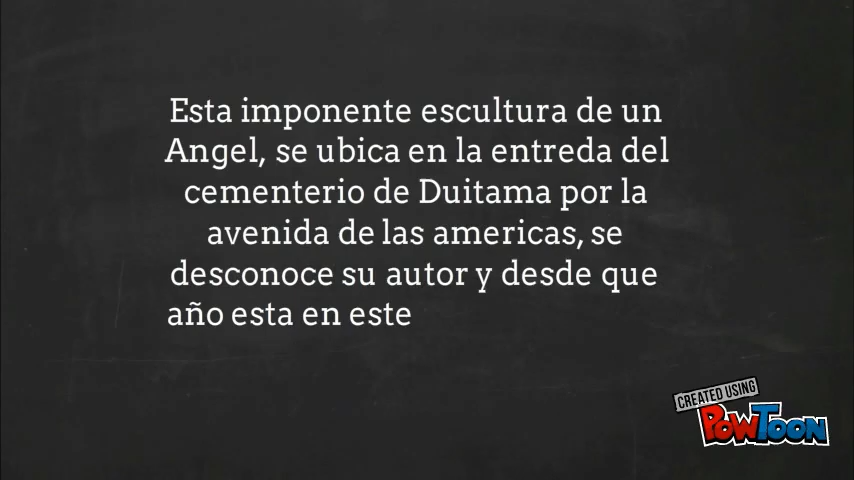 Esta imponente escultura de un
Angel, se ubica en la entreda del
cementerio de Duitama por la
avenida de las americas, se
desconoce su autor y desde que
año esta en este
CREATED USING
POWTOON